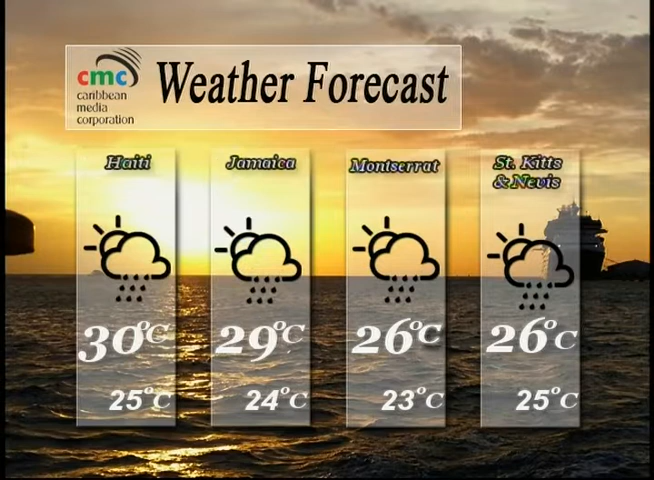 cmc
caribbean
media
corporation
Weather Forecast
Haiti
Jamaica
Montserrat
St. Kitts
& Nevis
30°C
29°C
26°C
26°C
25°C
24°C
23°C
25°C